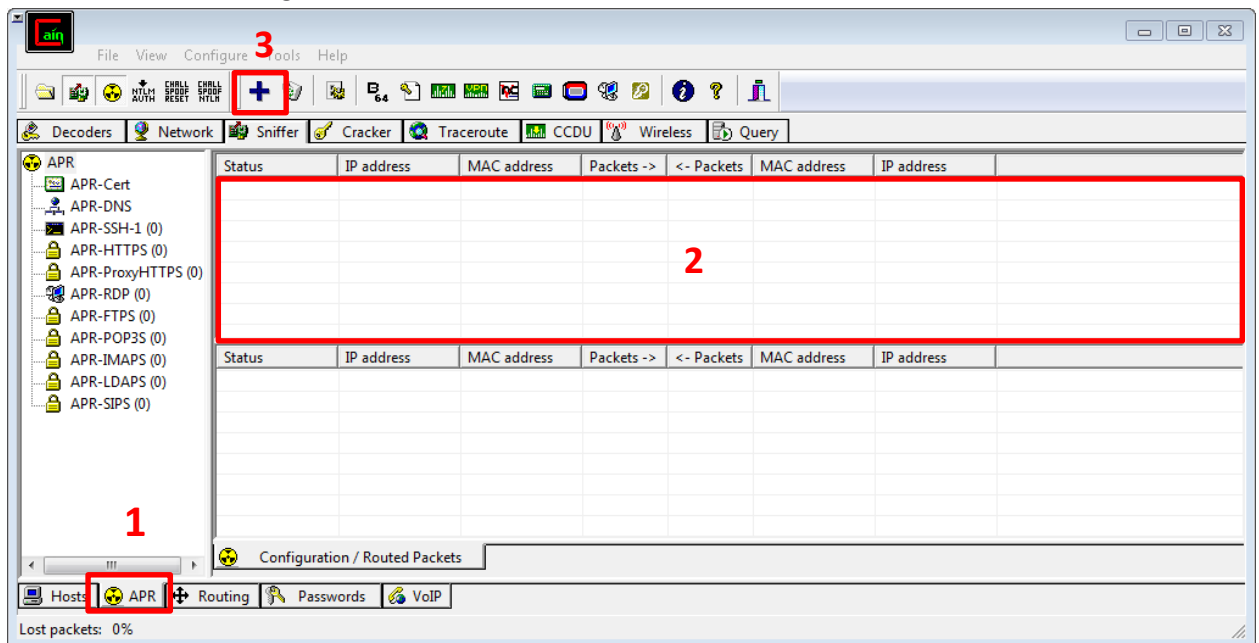 aın
3
File View Configure Tools Help
NTLM AUTH CHALL SPOOF RESET CHALL SPOOF NTLM B64
Decoders Network Sniffer Cracker Traceroute CCDU Wireless Query
APR
APR-Cert
APR-DNS
APR-SSH-1 (0)
APR-HTTPS (0)
APR-ProxyHTTPS (0)
APR-RDP (0)
APR-FTPS (0)
APR-POP3S (0)
APR-IMAPS (0)
APR-LDAPS (0)
APR-SIPS (0)
Status IP address MAC address Packets -> <- Packets MAC address IP address
2
Status IP address MAC address Packets -> <- Packets MAC address IP address
1
Configuration / Routed Packets
Hosts APR Routing Passwords VoIP
Lost packets: 0%